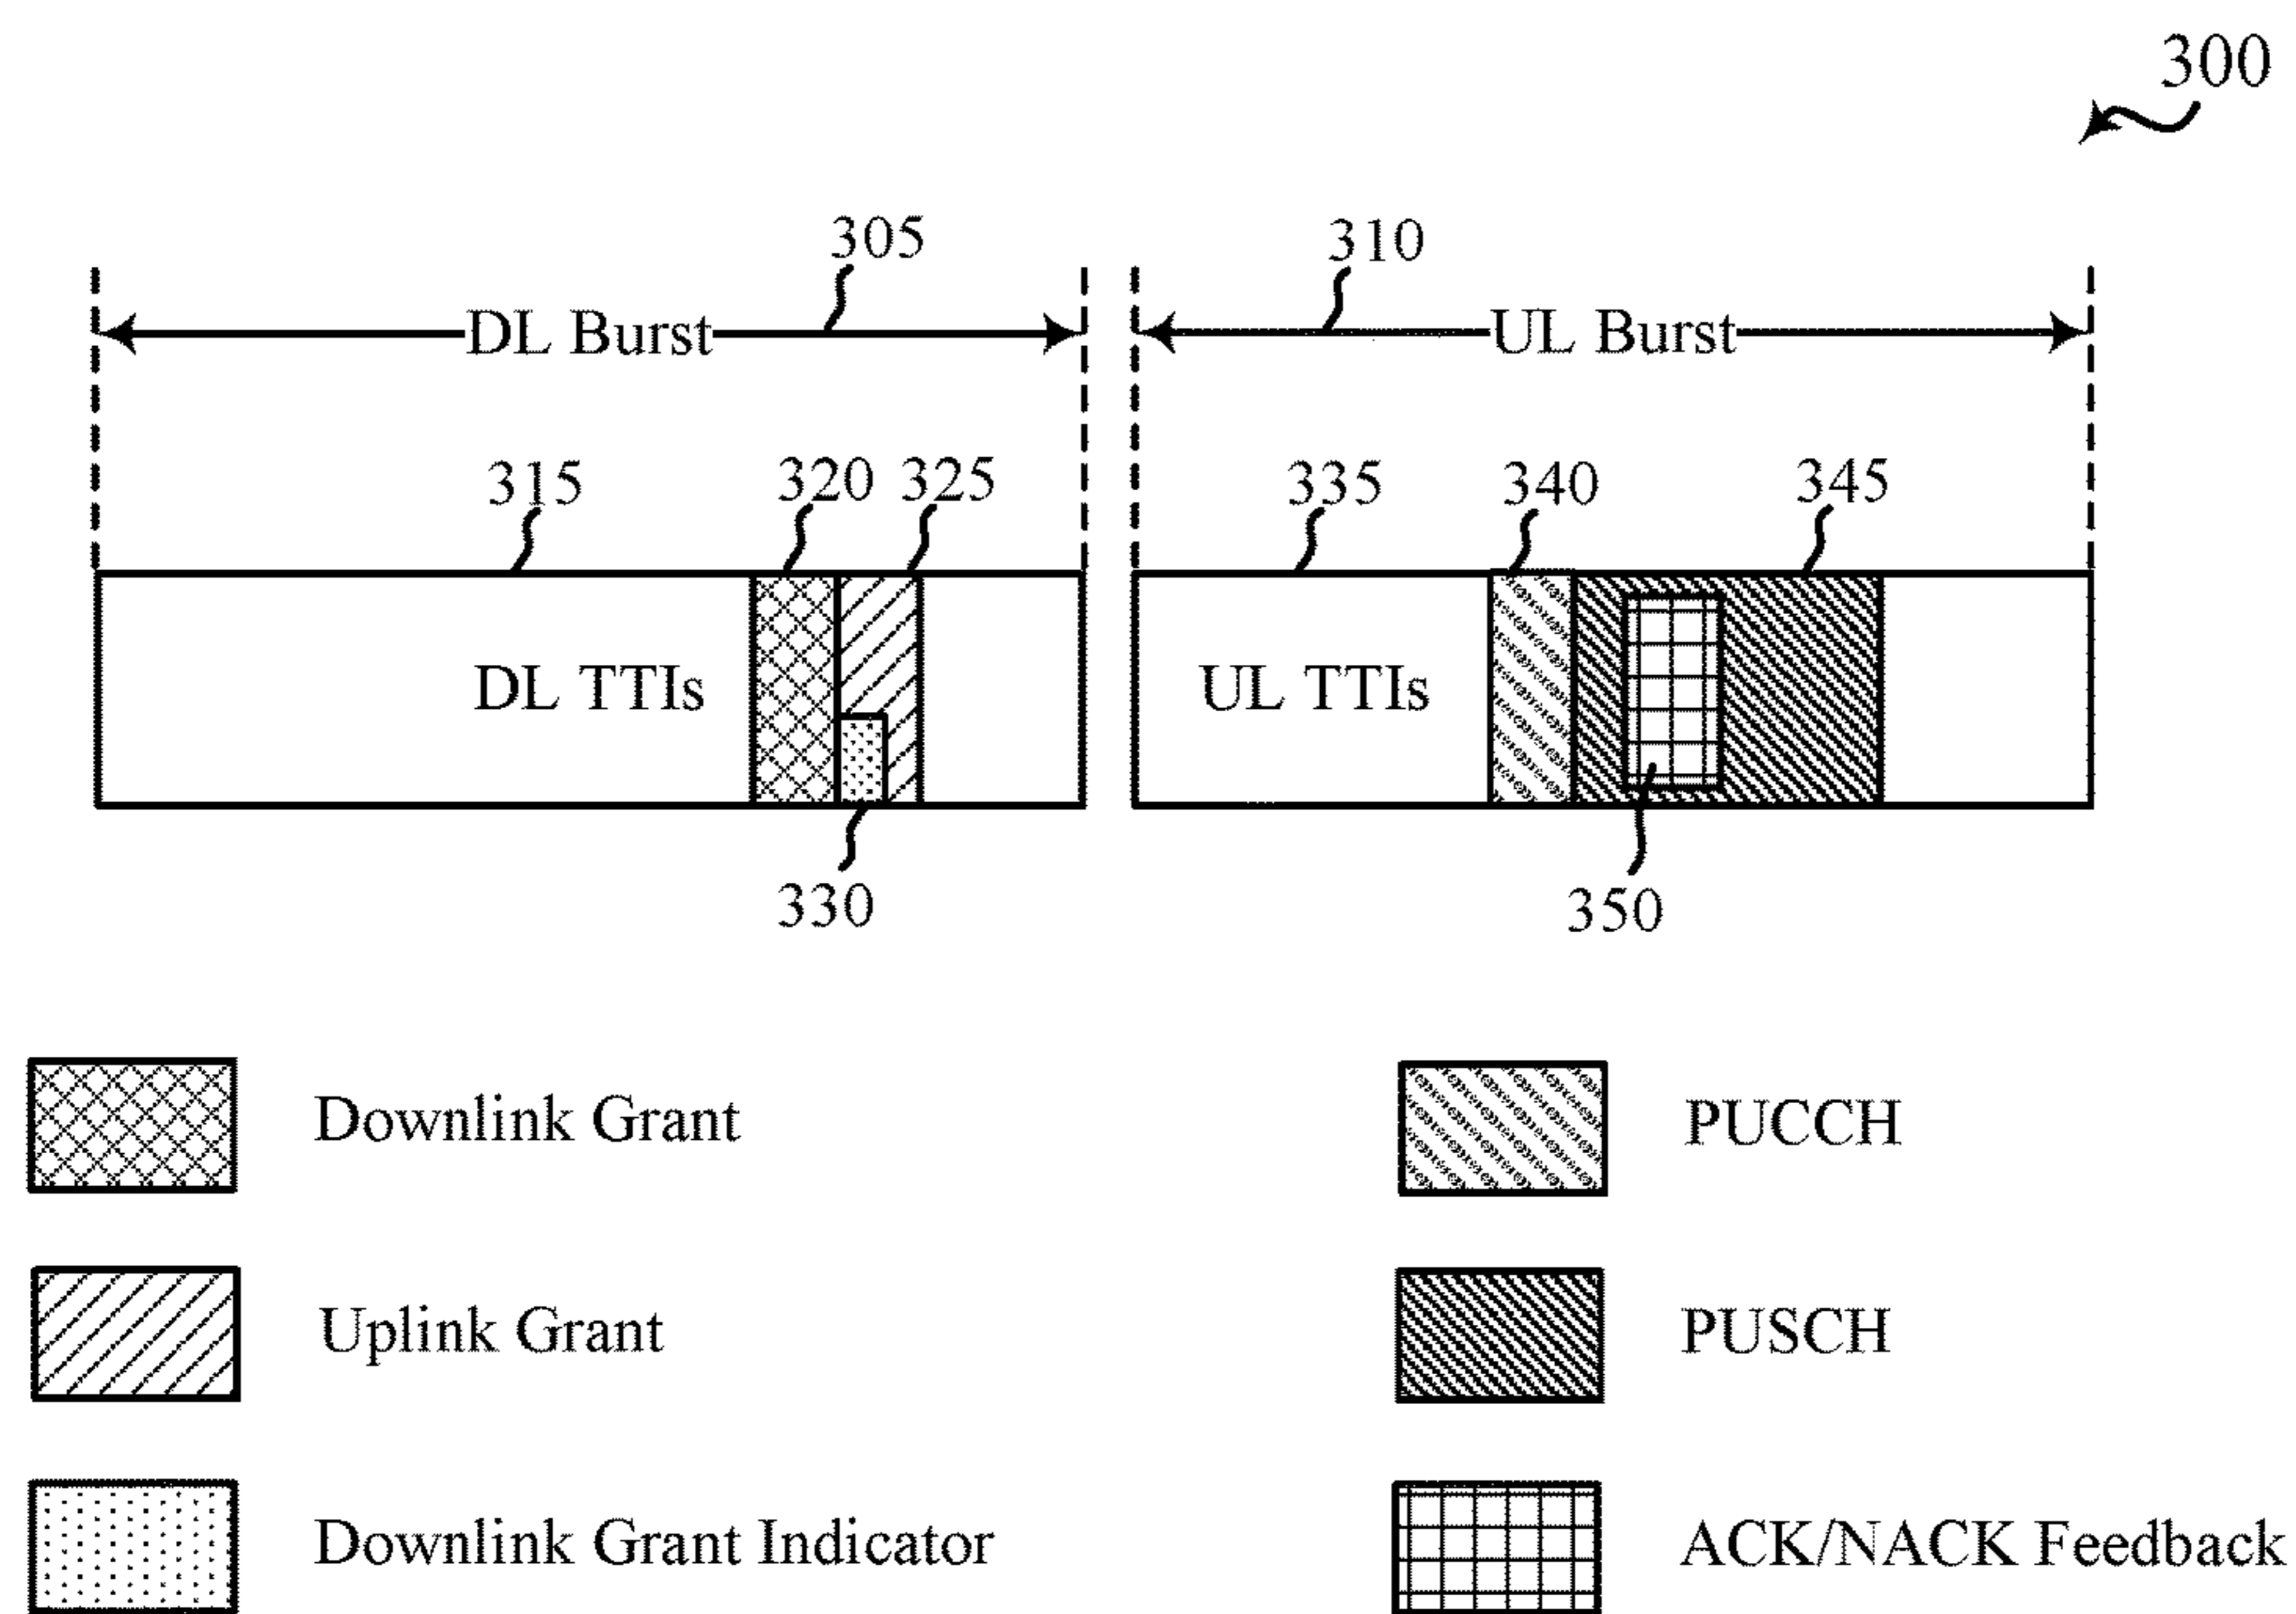 300
305
310
DL Burst
UL Burst
315
320
325
335
340
345
DL TTIs
UL TTIs
330
350
Downlink Grant
PUCCH
Uplink Grant
PUSCH
Downlink Grant Indicator
ACK/NACK Feedback